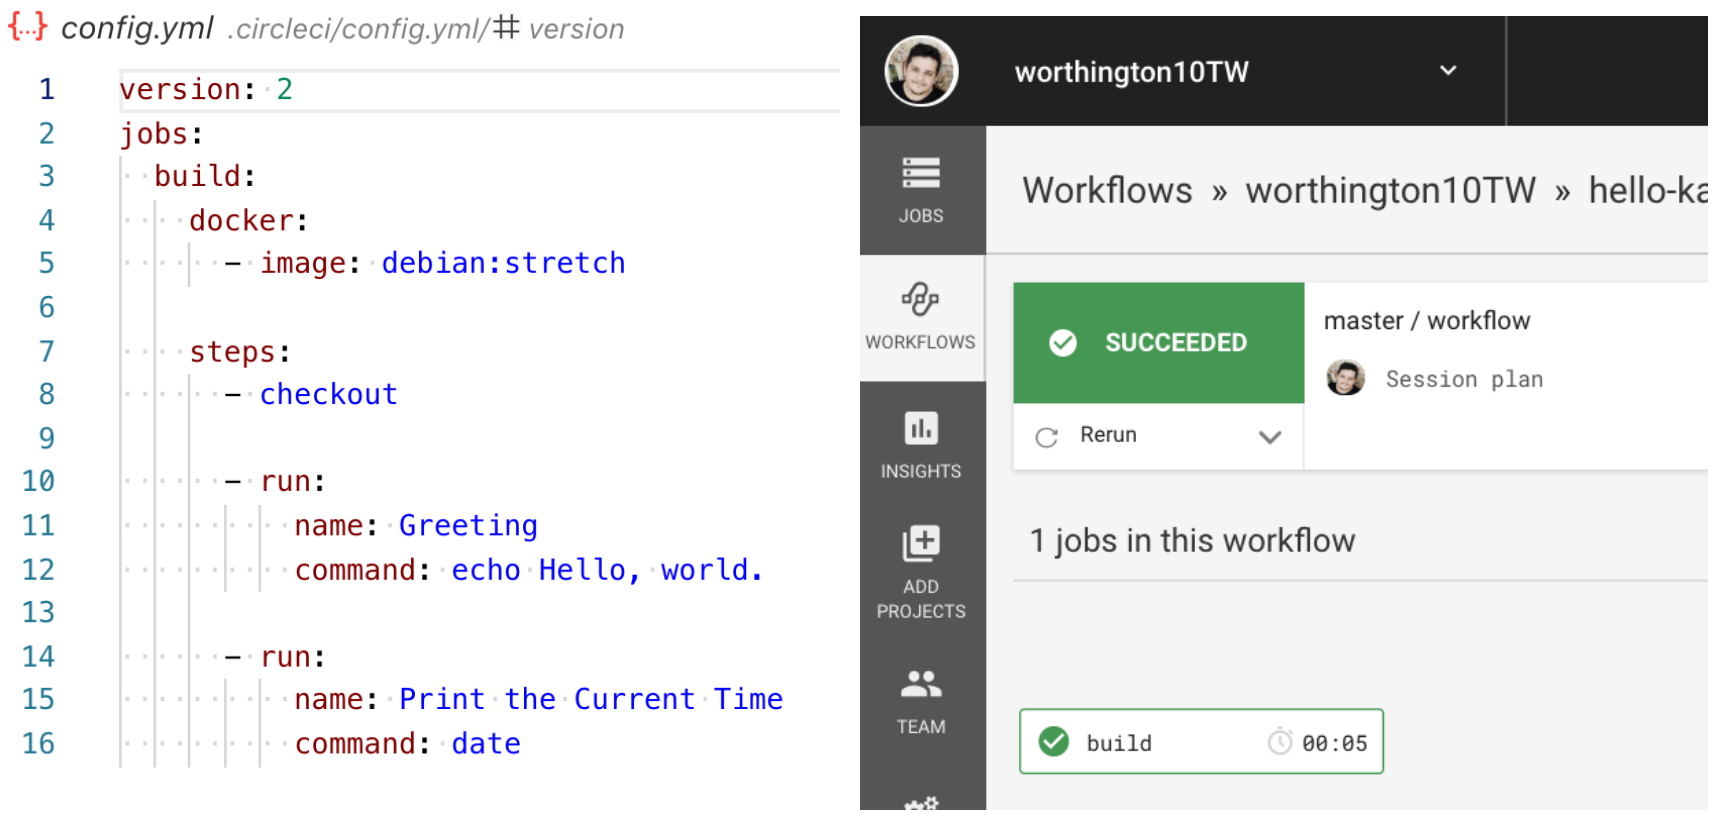 {...} config.yml .circleci/config.yml/# version
1 version: 2
2 jobs:
3 build:
4 docker:
5 - image: debian:stretch
6
7 steps:
8 - checkout
9
10 - run:
11 name: Greeting
12 command: echo Hello, world.
13
14 - run:
15 name: Print the Current Time
16 command: date
worthington10TW
JOBS
WORKFLOWS
INSIGHTS
ADD
PROJECTS
TEAM
Workflows » worthington10TW » hello-ka
SUCCEEDED
Rerun
master / workflow
Session plan
1 jobs in this workflow
build 00:05